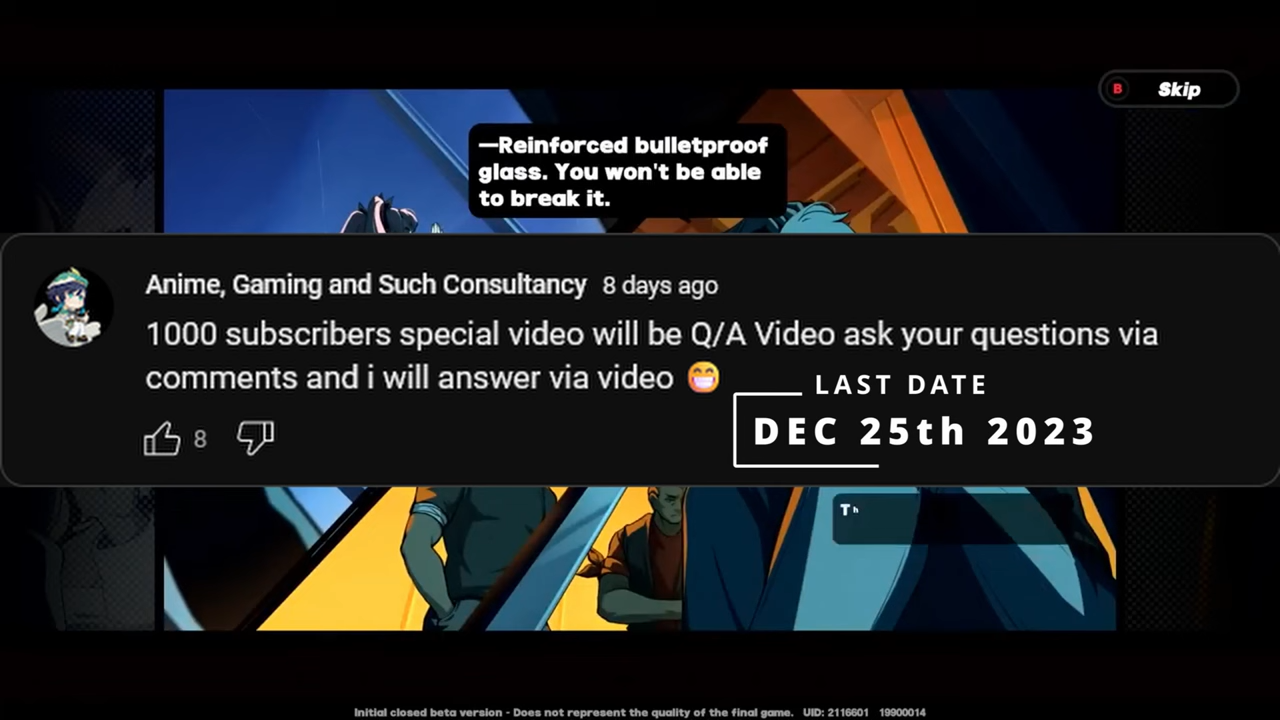 B Skip
—Reinforced bulletproof
glass. You won't be able
to break it.
Anime, Gaming and Such Consultancy 8 days ago
1000 subscribers special video will be Q/A Video ask your questions via
comments and i will answer via video 😁
LAST DATE
DEC 25th 2023
8
Th
Initial closed beta version - Does not represent the quality of the final game. UID: 2116601 19900014